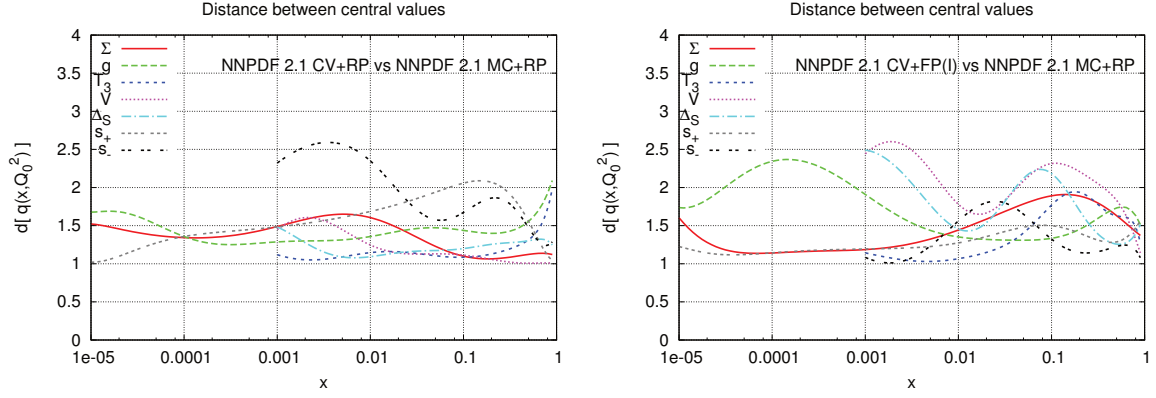 Distance between central values
d[ q(x,Q₀²) ]
4
3.5
3
2.5
2
1.5
1
0.5
0
Σ
g
T₃
V
Δ_S
s₊
s₋
NNPDF 2.1 CV+RP vs NNPDF 2.1 MC+RP
1e-05 0.0001 0.001 0.01 0.1 1
x
Distance between central values
d[ q(x,Q₀²) ]
4
3.5
3
2.5
2
1.5
1
0.5
0
Σ
g
T₃
V
Δ_S
s₊
s₋
NNPDF 2.1 CV+FP(I) vs NNPDF 2.1 MC+RP
1e-05 0.0001 0.001 0.01 0.1 1
x